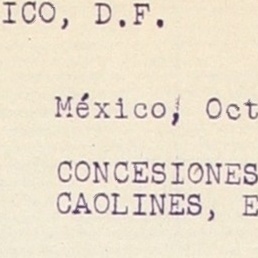 ICO, D.F.
México, Oct
CONCESIONES
CAOLINES, E